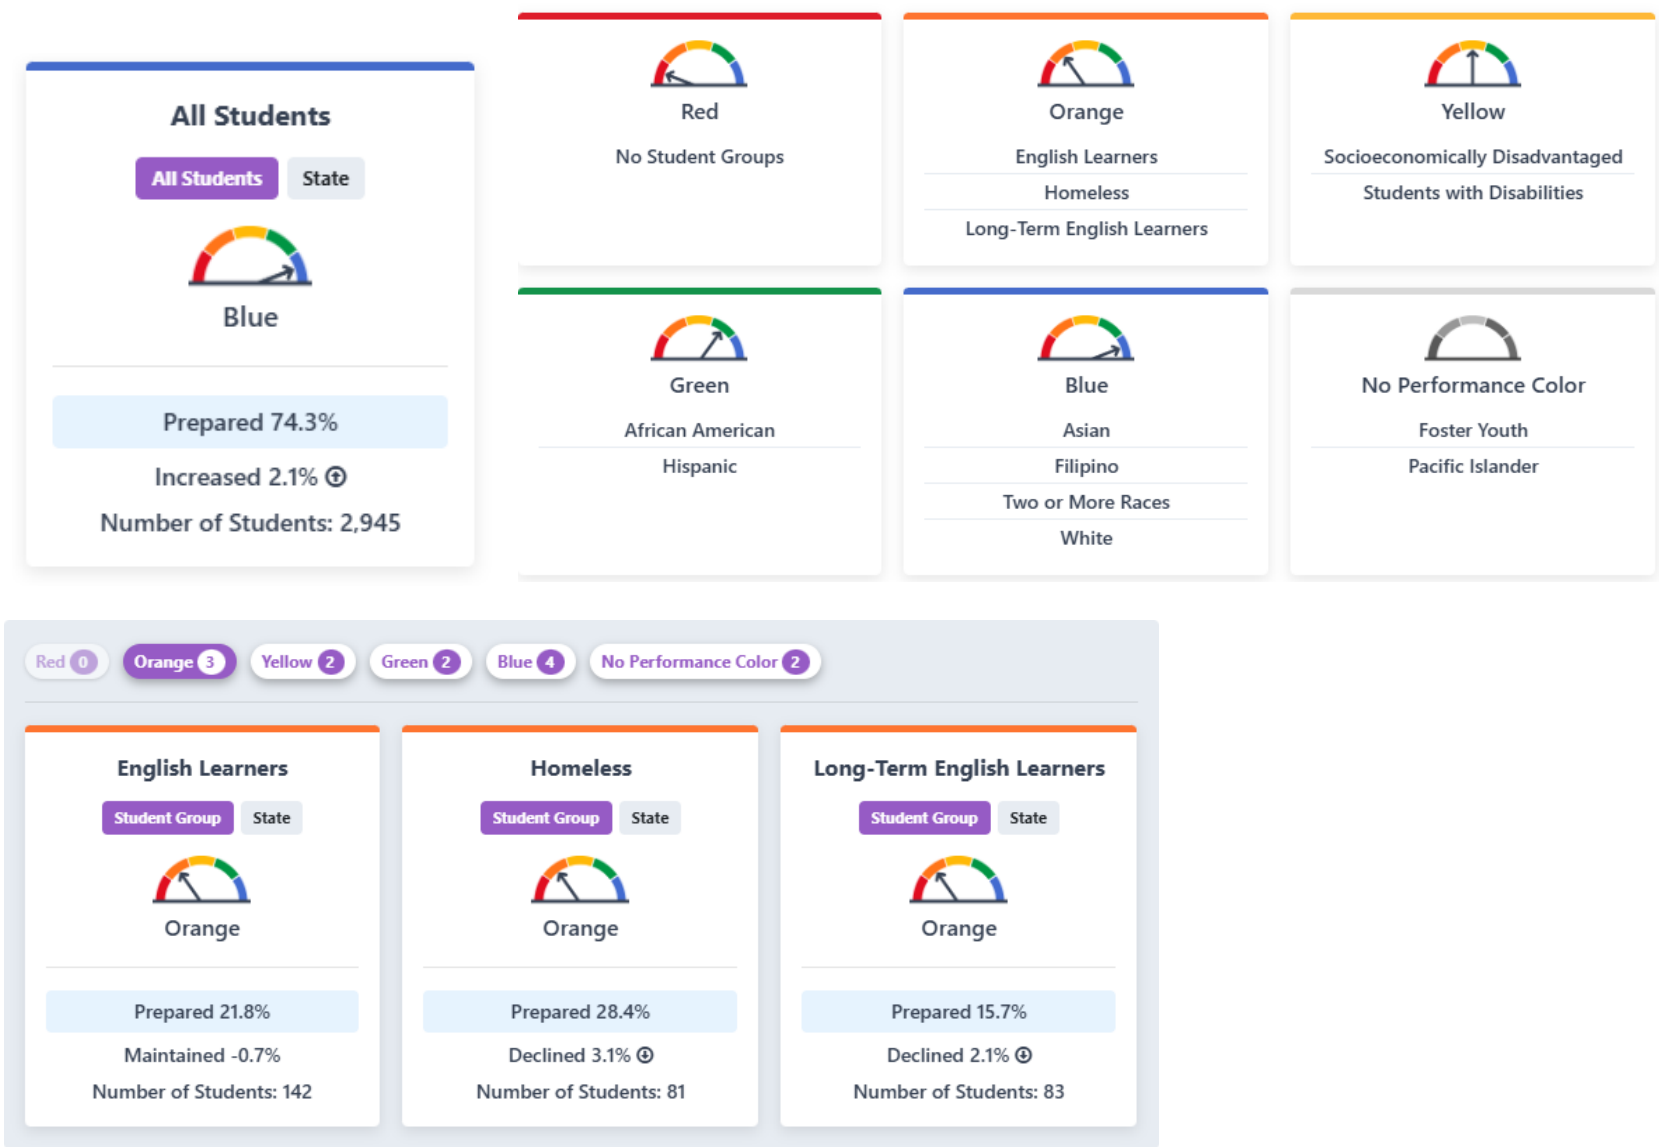 All Students
All Students State
Blue
Prepared 74.3%
Increased 2.1%
Number of Students: 2,945
Red
No Student Groups
Orange
English Learners
Homeless
Long-Term English Learners
Yellow
Socioeconomically Disadvantaged
Students with Disabilities
Green
African American
Hispanic
Blue
Asian
Filipino
Two or More Races
White
No Performance Color
Foster Youth
Pacific Islander
Red 0 Orange 3 Yellow 2 Green 2 Blue 4 No Performance Color 2
English Learners
Student Group State
Orange
Prepared 21.8%
Maintained -0.7%
Number of Students: 142
Homeless
Student Group State
Orange
Prepared 28.4%
Declined 3.1%
Number of Students: 81
Long-Term English Learners
Student Group State
Orange
Prepared 15.7%
Declined 2.1%
Number of Students: 83